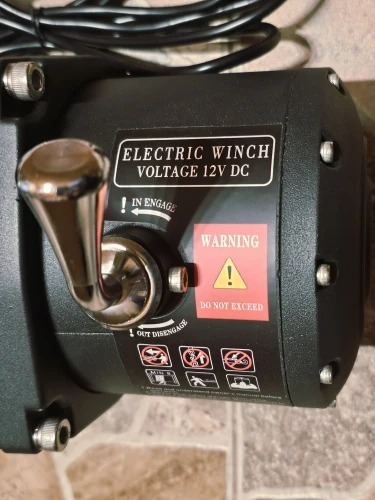 ELECTRIC WINCH
VOLTAGE 12V DC
! IN ENGAGE
WARNING
!
DO NOT EXCEED
! OUT DISENGAGE